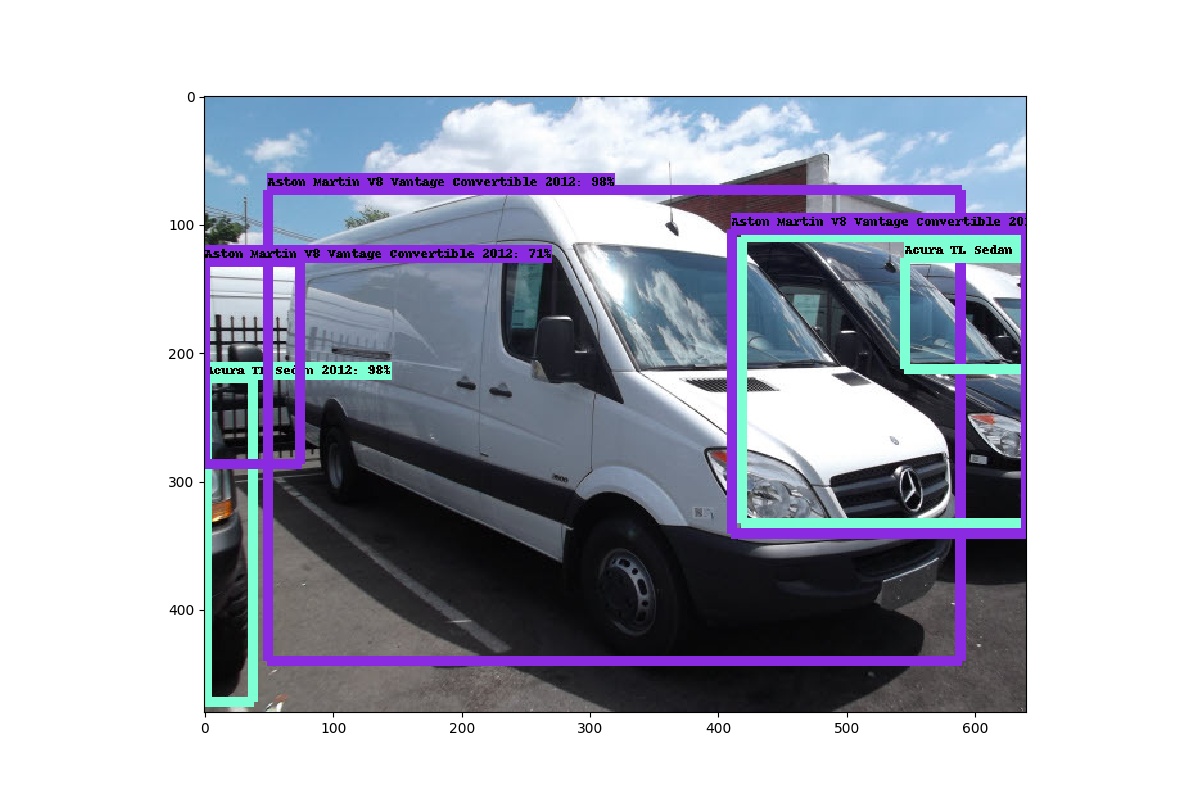 0
100
200
300
400
0 100 200 300 400 500 600
Aston Martin V8 Vantage Convertible 2012: 98%
Aston Martin V8 Vantage Convertible 20
Aston Martin V8 Vantage Convertible 2012: 71%
Acura TL Sedan
Acura TL Sedan 2012: 98%